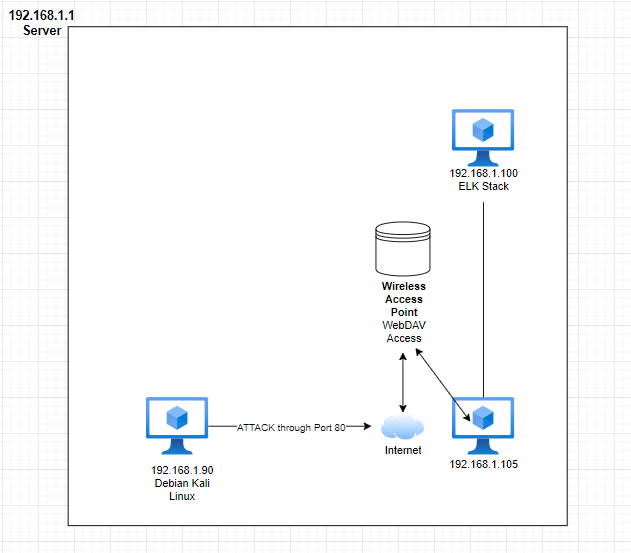 192.168.1.1
Server
192.168.1.100
ELK Stack
Wireless
Access
Point
WebDAV
Access
ATTACK through Port 80
Internet
192.168.1.105
192.168.1.90
Debian Kali
Linux